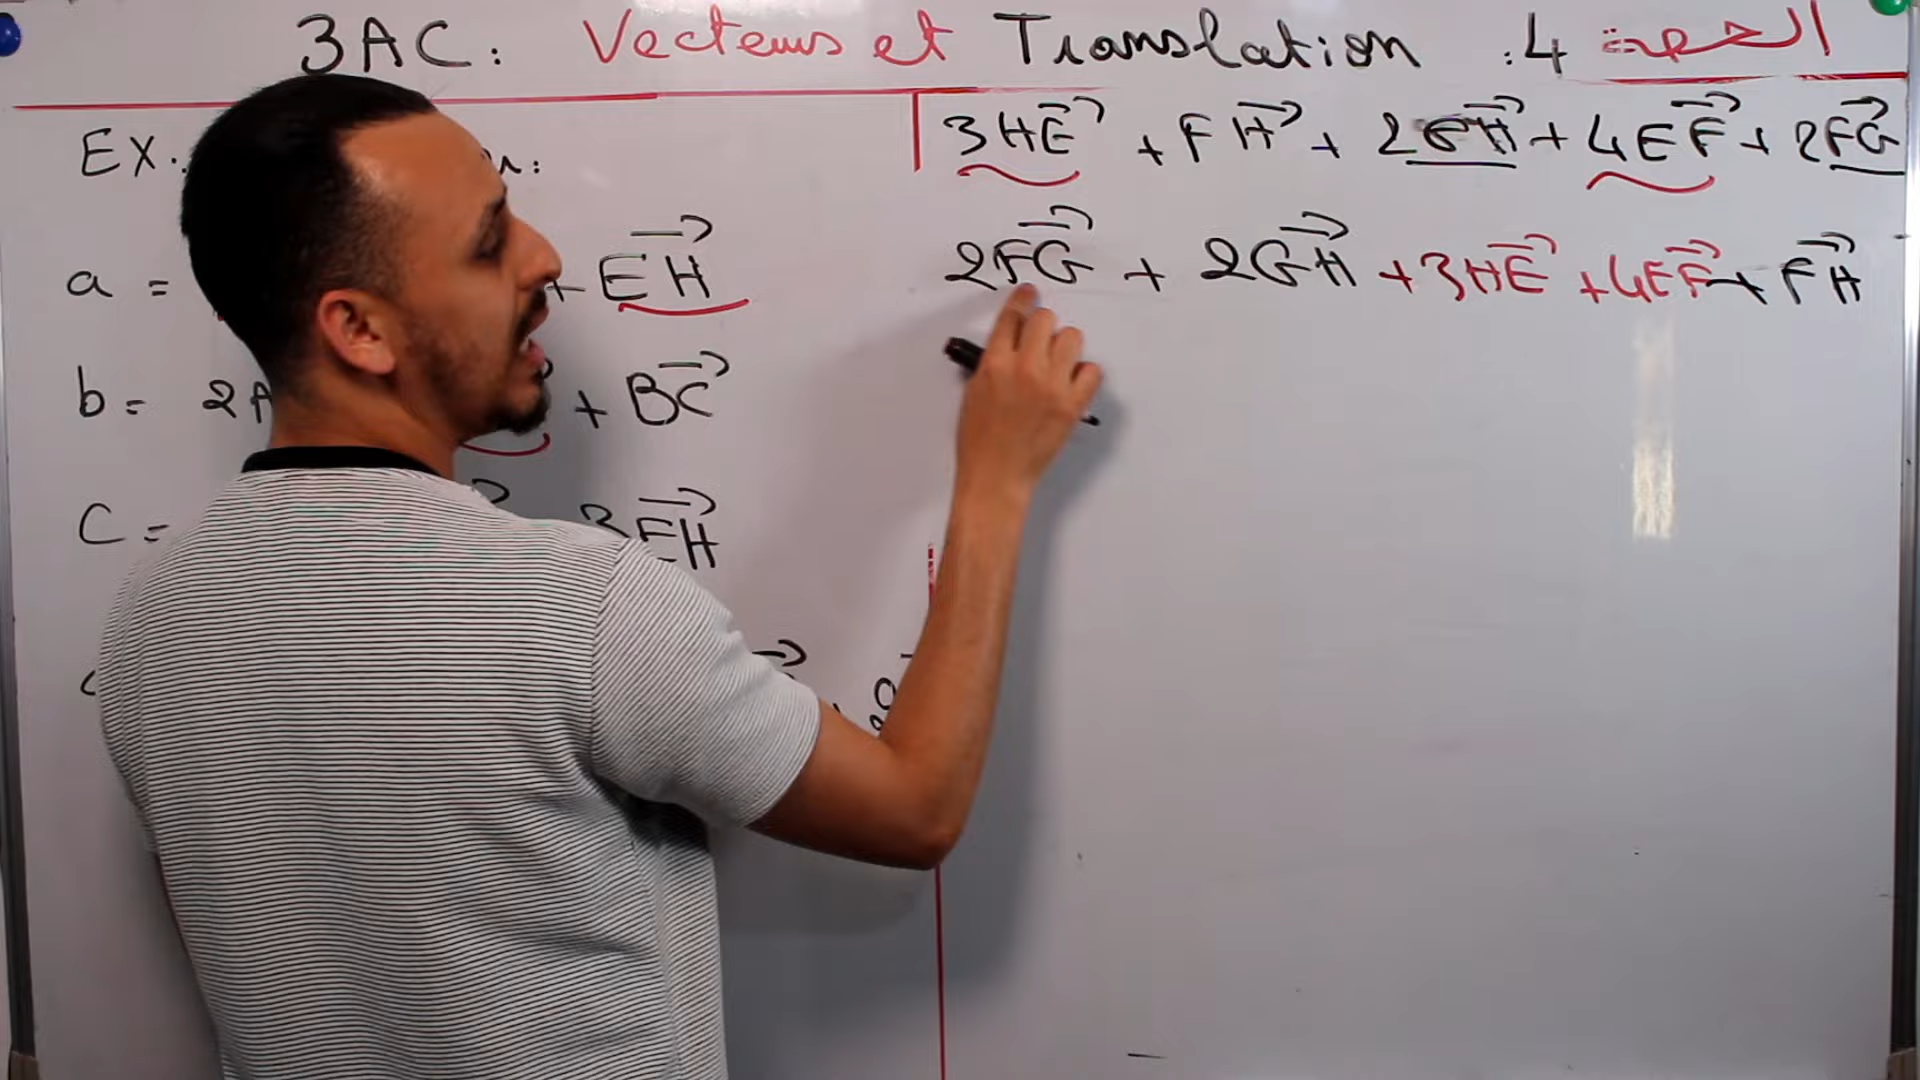 3AC: Vecteurs et Translation : الحصة 4
EX.
a = + EH
b = 2A + BC
C = EH
3HE + FH + 2GH + 4EF + 2FG
2FG + 2GH + 3HE + 4EF + FH